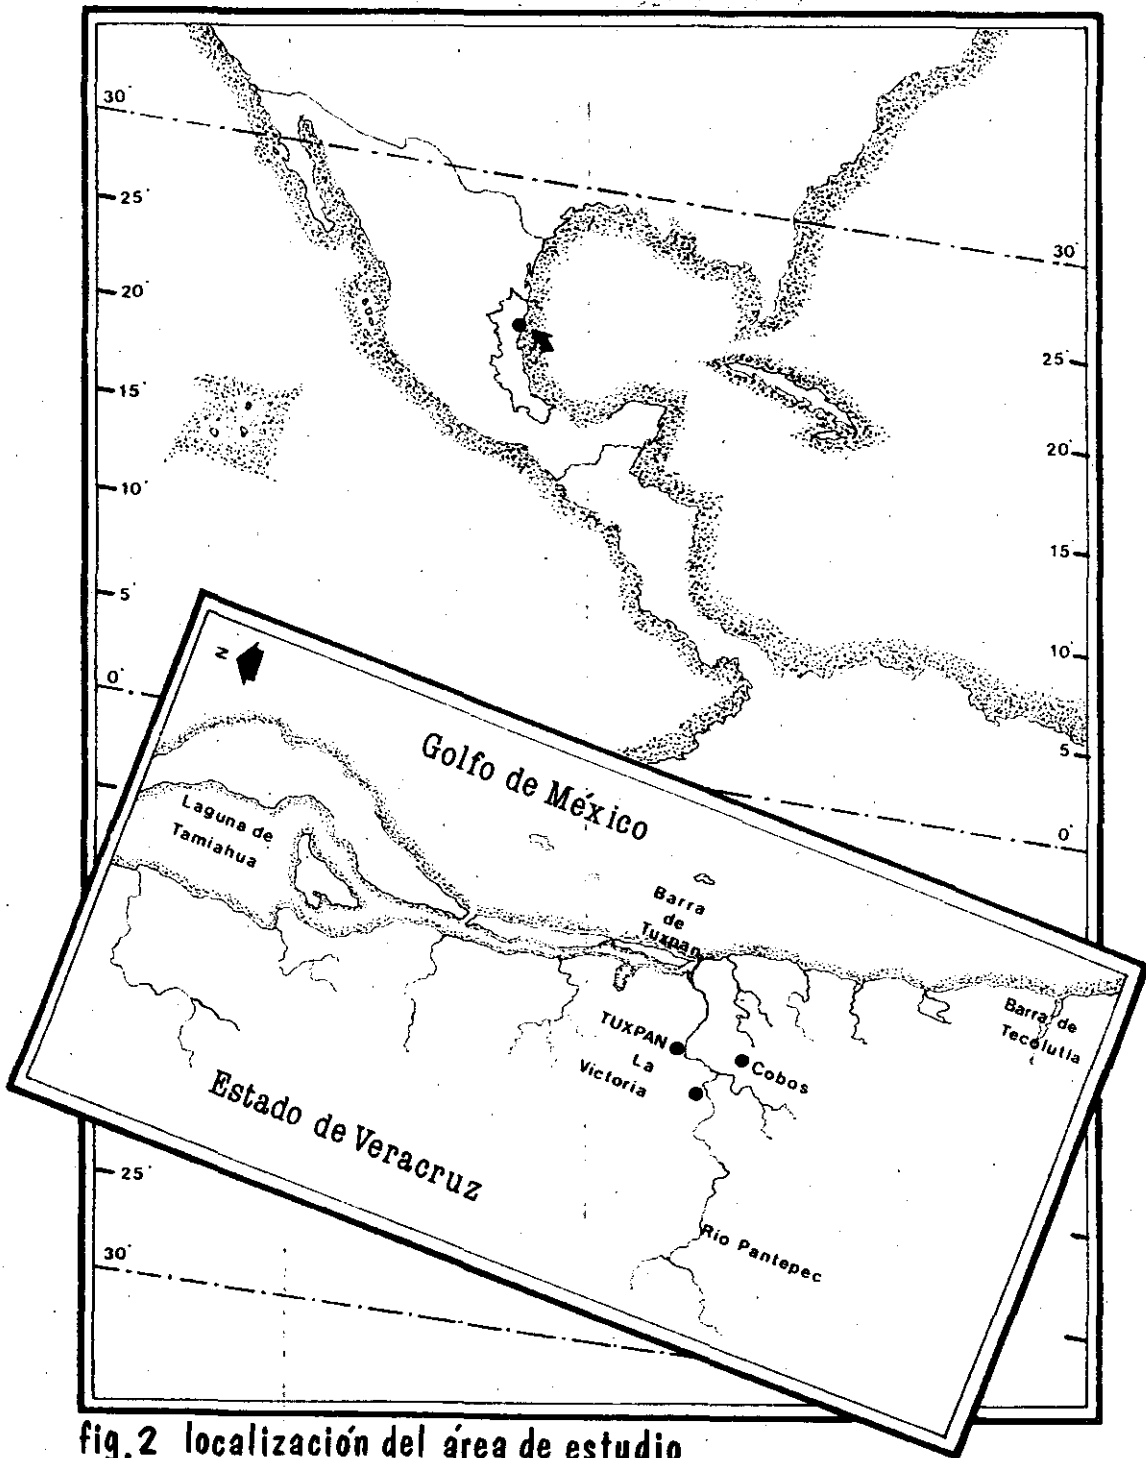 30°
25°
20°
15°
10°
5°
0°
25°
30°
30°
25°
20°
15°
10°
5°
0°
N
Golfo de México
Laguna de
Tamiahua
Barra
de
Tuxpan
TUXPAN
La
Victoria
Cobos
Barra de
Tecolutla
Estado de Veracruz
Río Pantepec
fig.2 localización del área de estudio